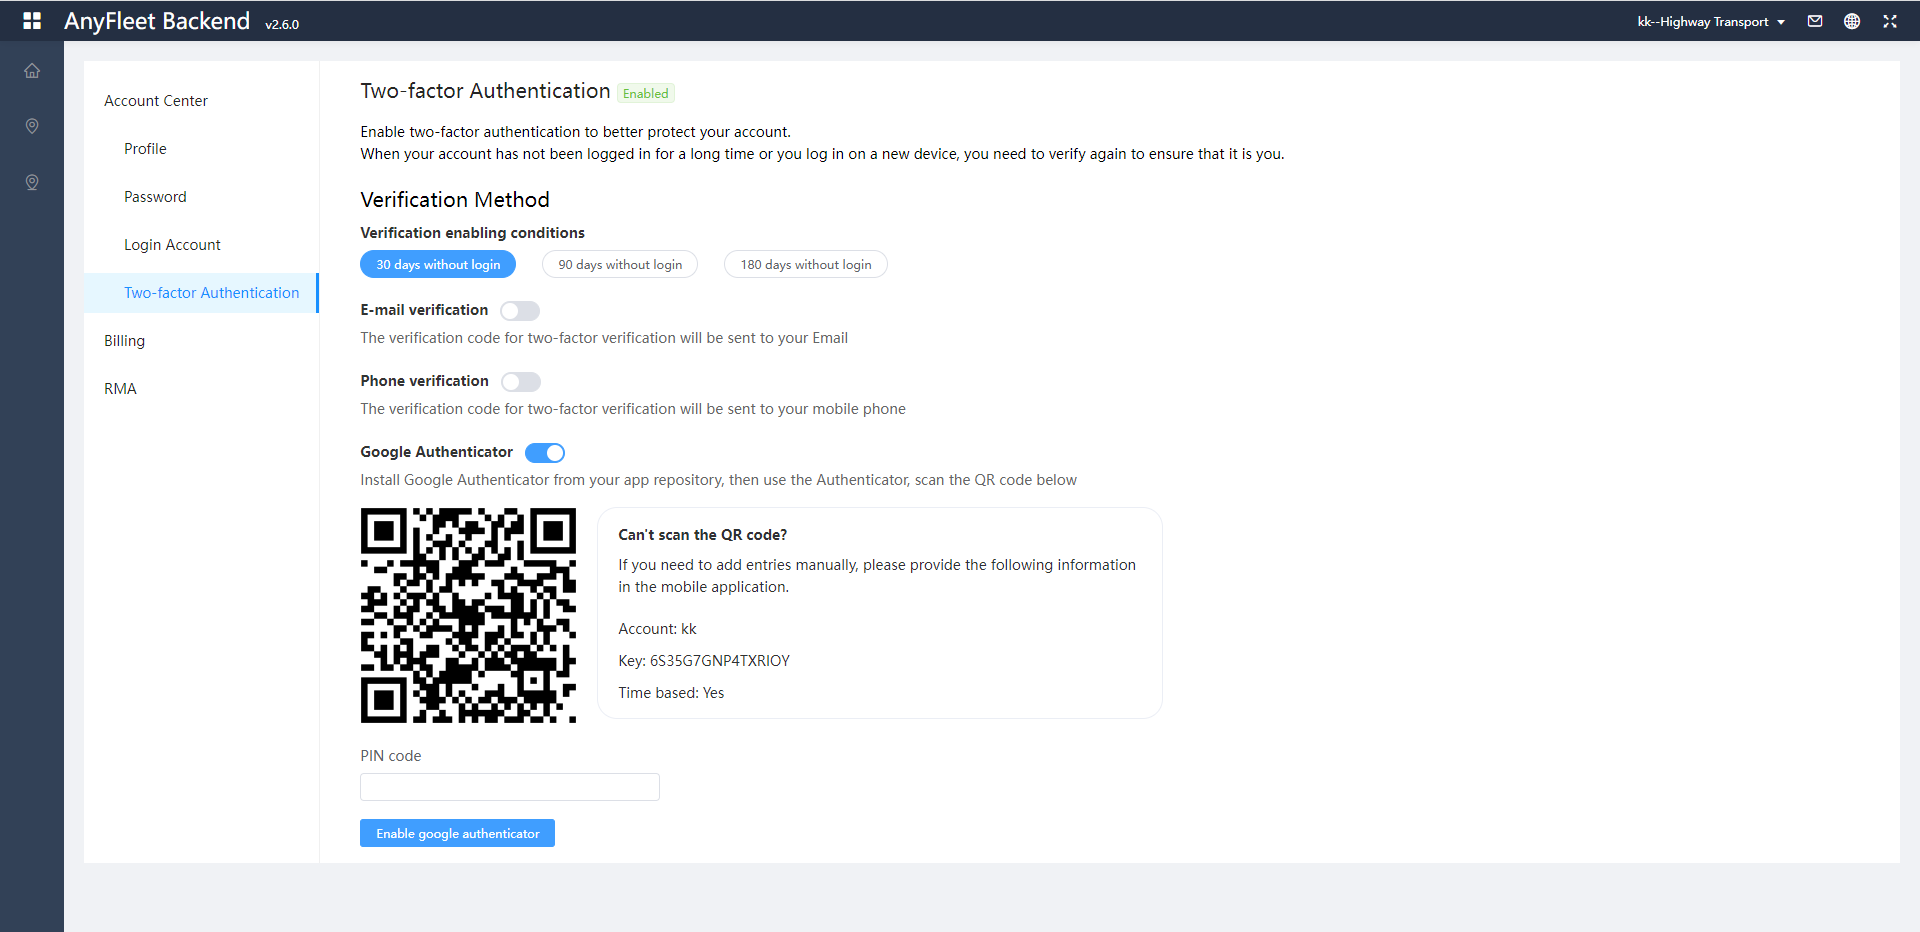 AnyFleet Backend v2.6.0
kk--Highway Transport
Account Center
Profile
Password
Login Account
Two-factor Authentication
Billing
RMA
Two-factor Authentication Enabled
Enable two-factor authentication to better protect your account.
When your account has not been logged in for a long time or you log in on a new device, you need to verify again to ensure that it is you.
Verification Method
Verification enabling conditions
30 days without login
90 days without login
180 days without login
E-mail verification
The verification code for two-factor verification will be sent to your Email
Phone verification
The verification code for two-factor verification will be sent to your mobile phone
Google Authenticator
Install Google Authenticator from your app repository, then use the Authenticator, scan the QR code below
Can't scan the QR code?
If you need to add entries manually, please provide the following information
in the mobile application.
Account: kk
Key: 6S35G7GNP4TXRIOY
Time based: Yes
PIN code
Enable google authenticator